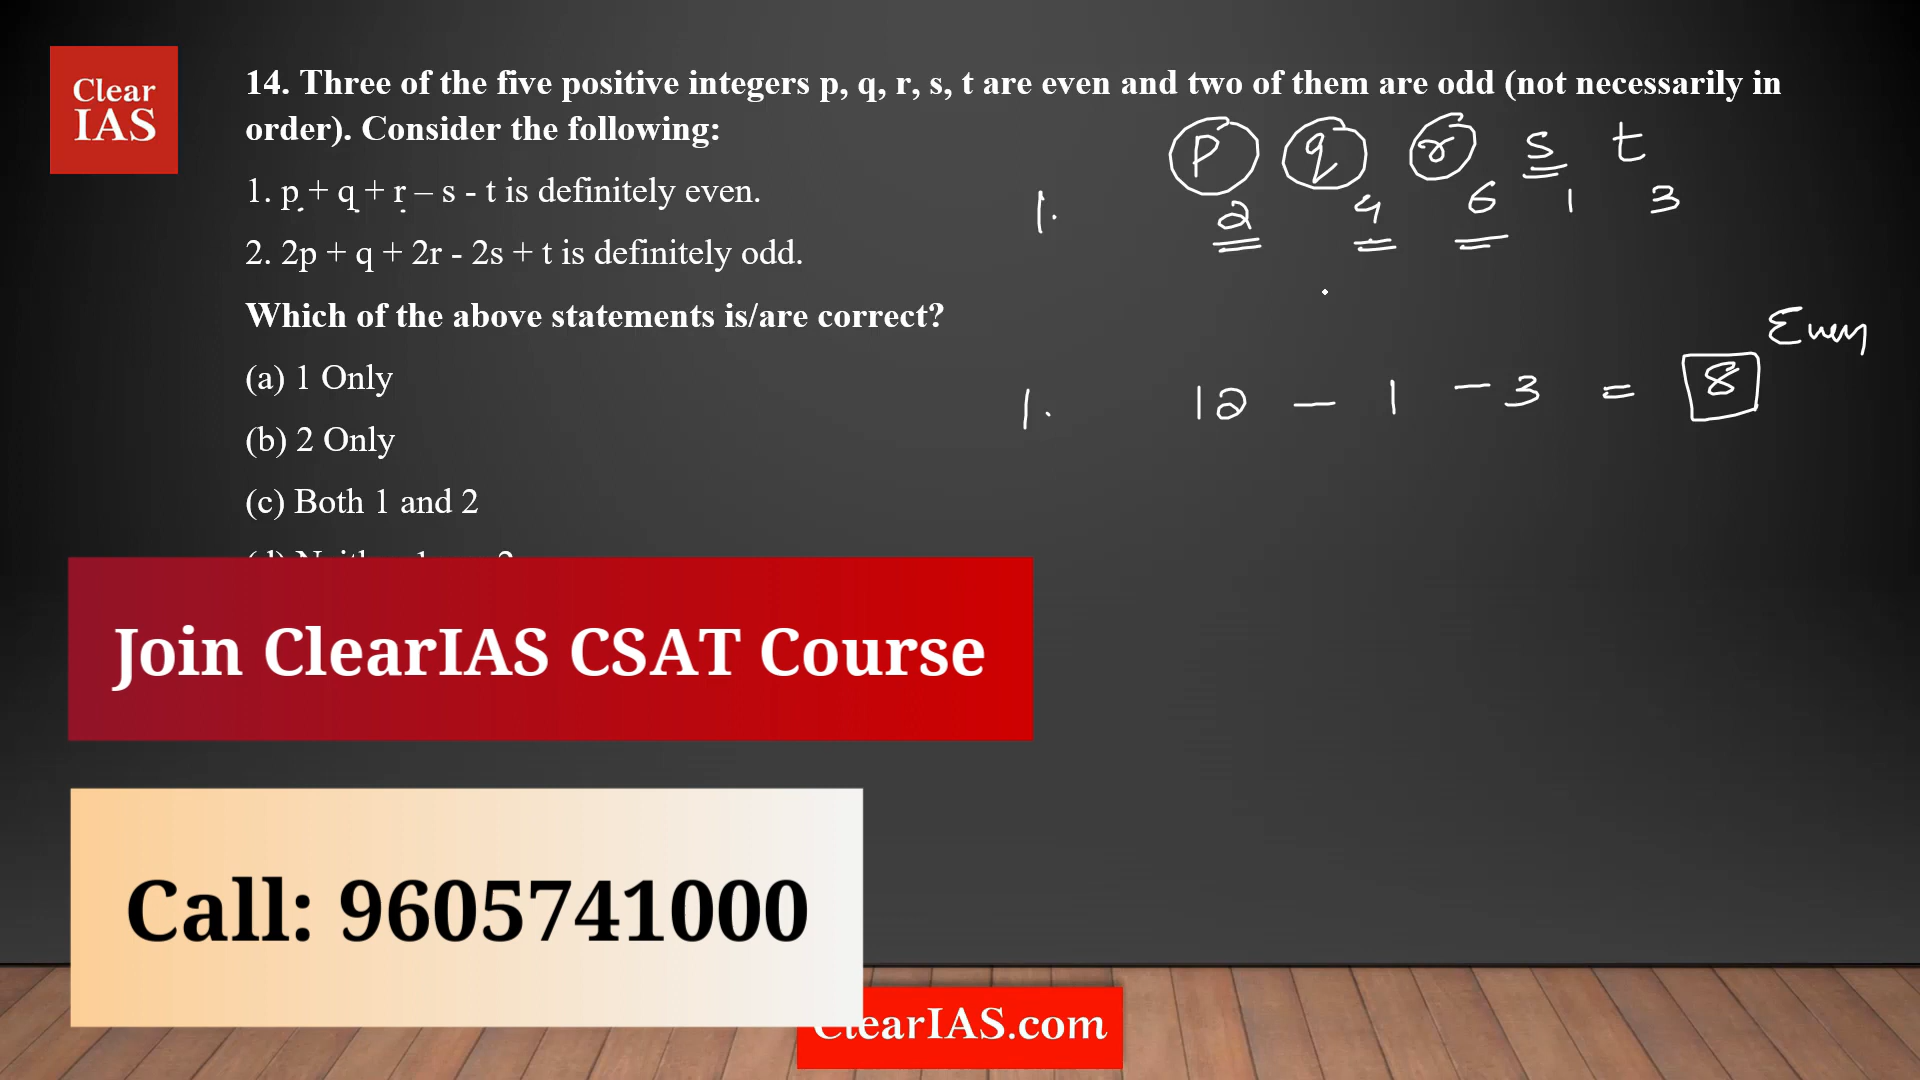 Clear
IAS
14. Three of the five positive integers p, q, r, s, t are even and two of them are odd (not necessarily in
order). Consider the following:
p q r s t
1. p + q + r – s - t is definitely even.
1. 2 4 6 1 3
2. 2p + q + 2r - 2s + t is definitely odd.
Which of the above statements is/are correct?
Even
(a) 1 Only
1. 12 - 1 - 3 = 8
(b) 2 Only
(c) Both 1 and 2
Join ClearIAS CSAT Course
Call: 9605741000
ClearIAS.com